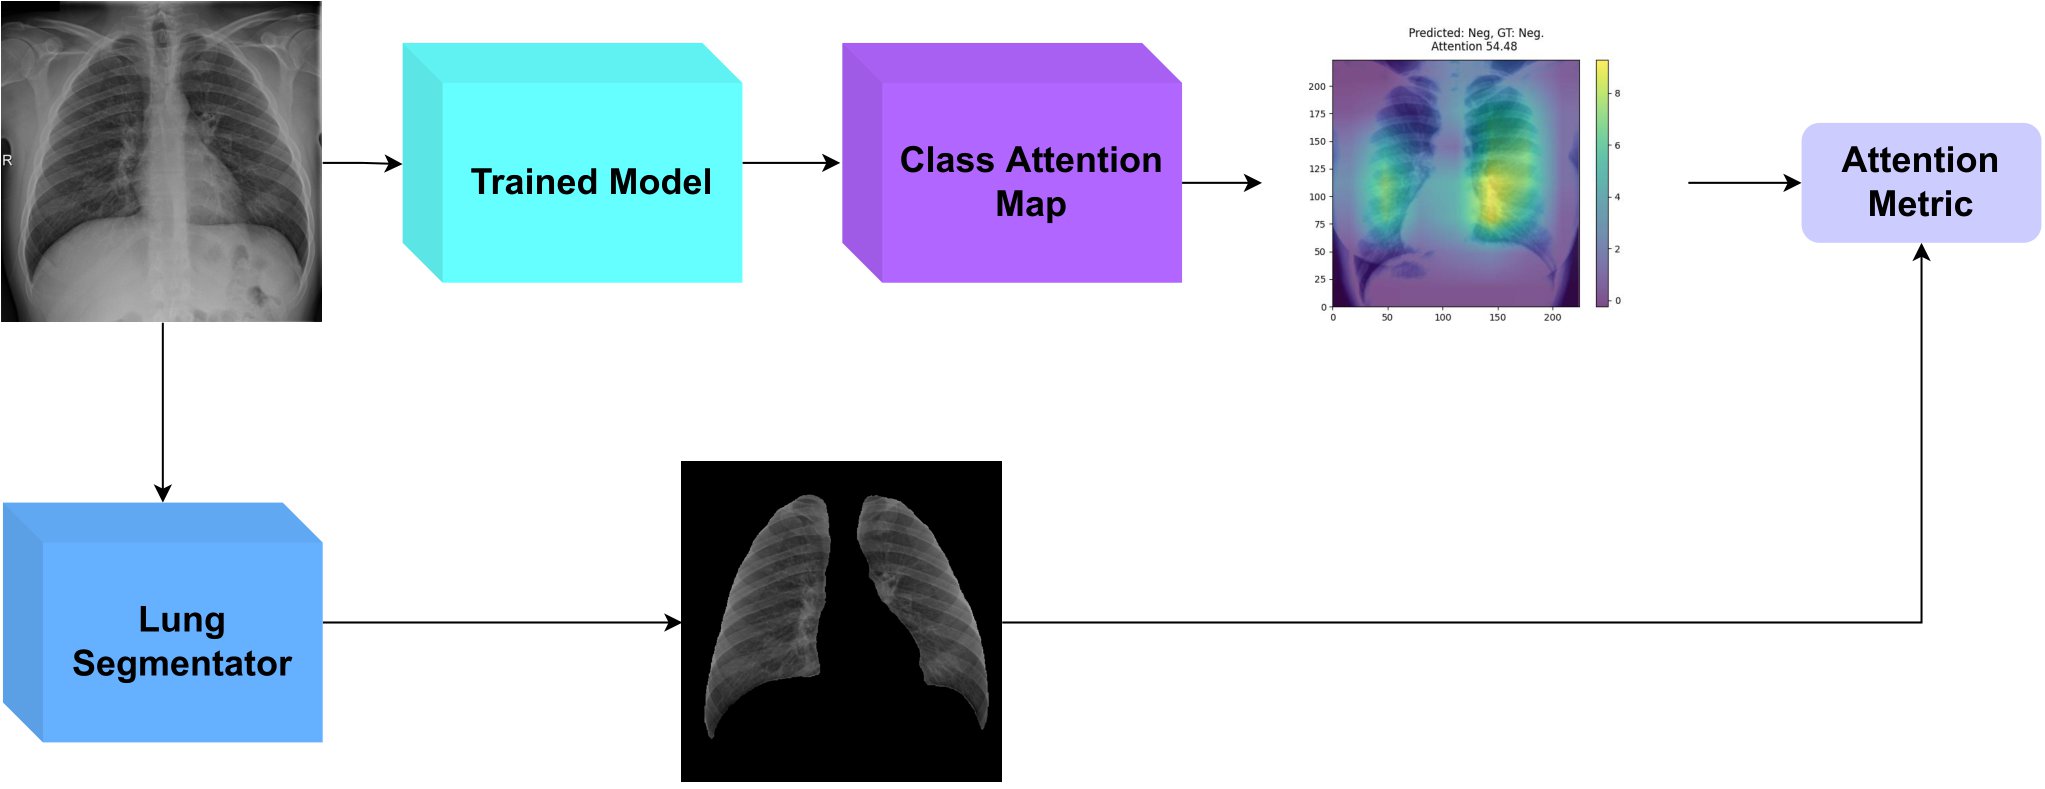 R
Trained Model
Class Attention
Map
Predicted: Neg, GT: Neg.
Attention 54.48
200
175
150
125
100
75
50
25
0
0
50
100
150
200
8
6
4
2
0
Attention
Metric
Lung
Segmentator